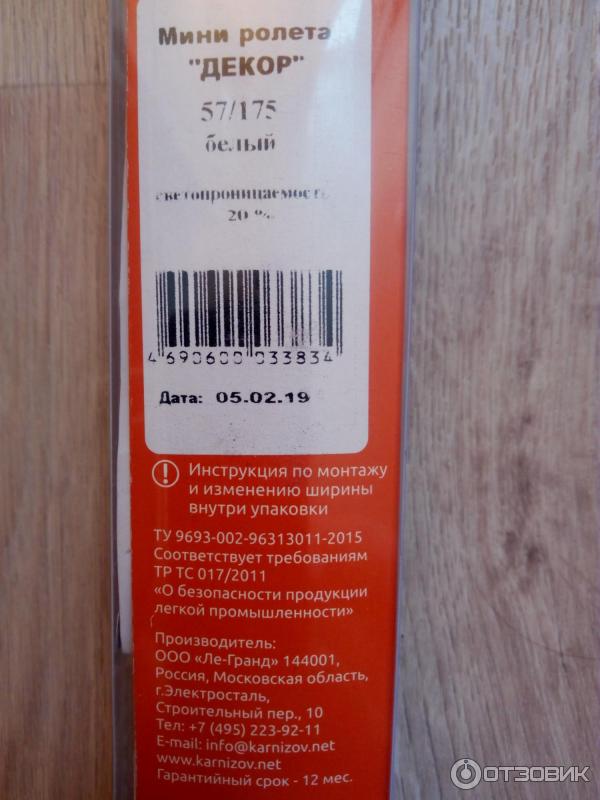 Мини ролета
"ДЕКОР"
57/175
белый
светопроницаемость
20 %
4 690600 033834
Дата: 05.02.19
Инструкция по монтажу
и изменению ширины
внутри упаковки
ТУ 9693-002-96313011-2015
Соответствует требованиям
ТР ТС 017/2011
«О безопасности продукции
легкой промышленности»
Производитель:
ООО «Ле-Гранд» 144001,
Россия, Московская область,
г.Электросталь,
Строительный пер., 10
Тел: +7 (495) 223-92-11
E-mail: info@karnizov.net
www.karnizov.net
Гарантийный срок - 12 мес.
ОТЗОВИК